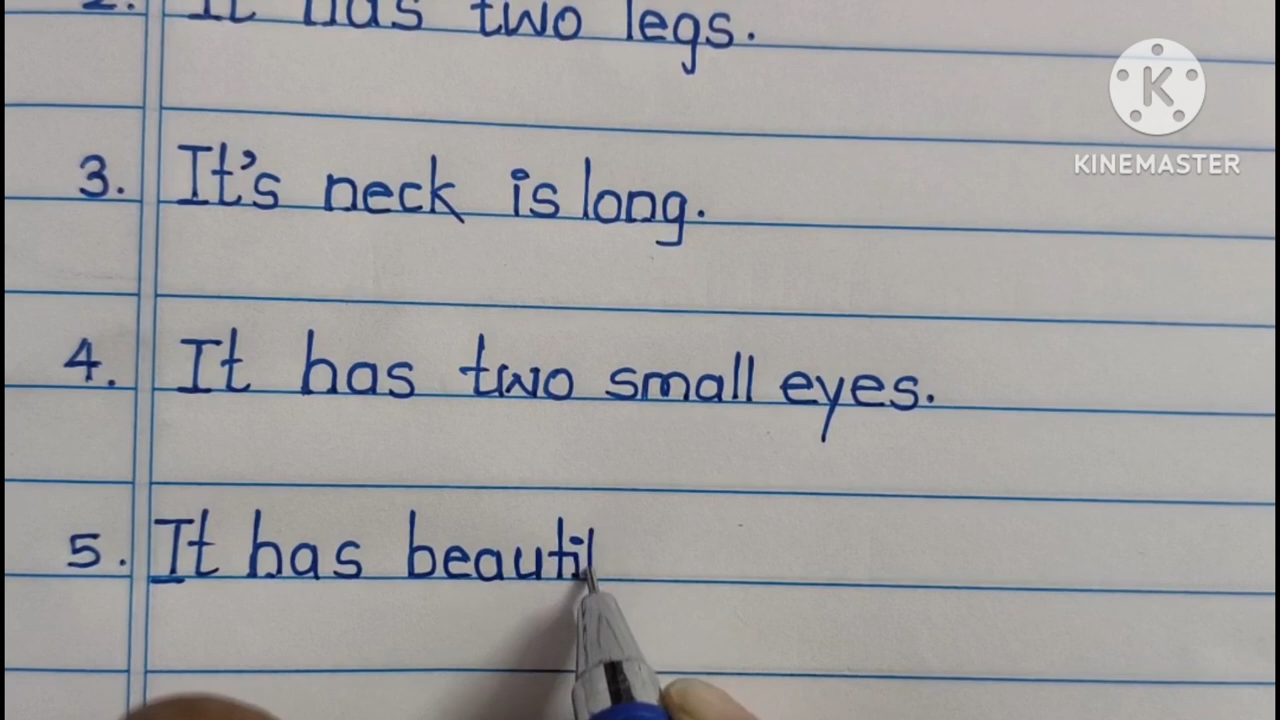 2. It has two legs.
K
KINEMASTER
3. It's neck is long.
4. It has two small eyes.
5. It has beauti